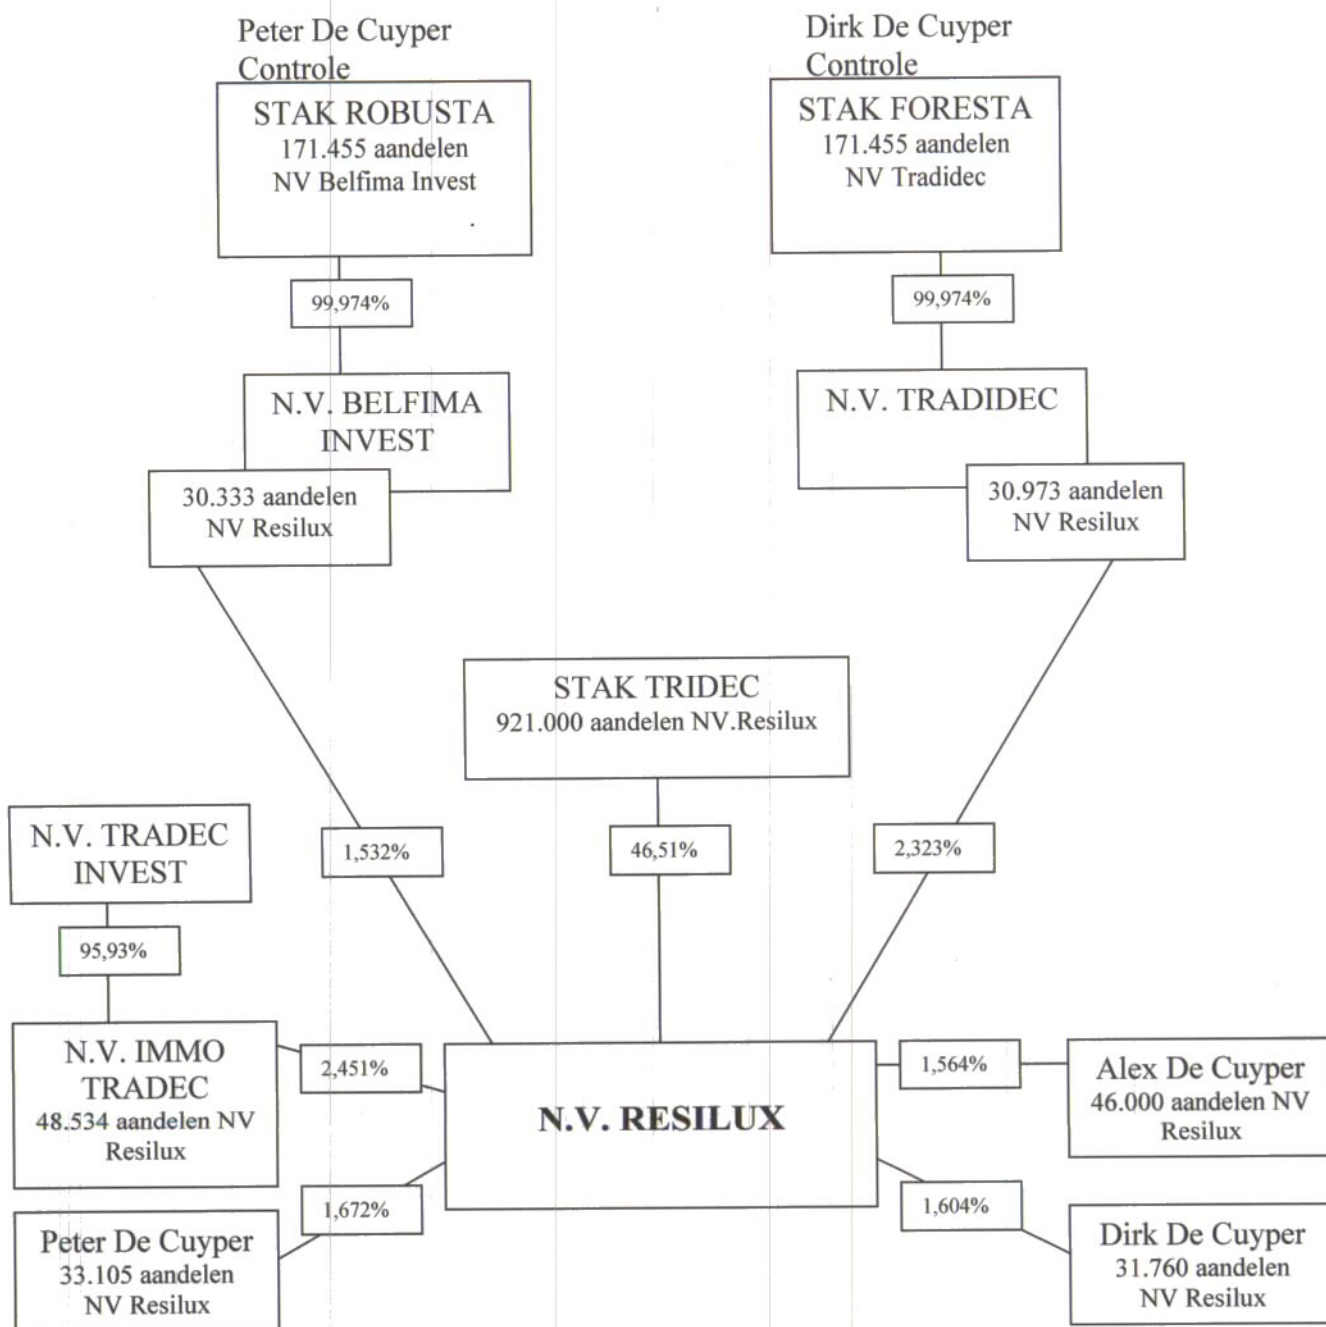 Peter De Cuyper
Controle
STAK ROBUSTA
171.455 aandelen
NV Belfima Invest
Dirk De Cuyper
Controle
STAK FORESTA
171.455 aandelen
NV Tradidec
99,974%
99,974%
N.V. BELFIMA
INVEST
30.333 aandelen
NV Resilux
N.V. TRADIDEC
30.973 aandelen
NV Resilux
STAK TRIDEC
921.000 aandelen NV.Resilux
N.V. TRADEC
INVEST
1,532%
46,51%
2,323%
95,93%
N.V. IMMO
TRADEC
48.534 aandelen NV
Resilux
2,451%
N.V. RESILUX
1,564%
Alex De Cuyper
46.000 aandelen NV
Resilux
1,672%
1,604%
Peter De Cuyper
33.105 aandelen
NV Resilux
Dirk De Cuyper
31.760 aandelen
NV Resilux